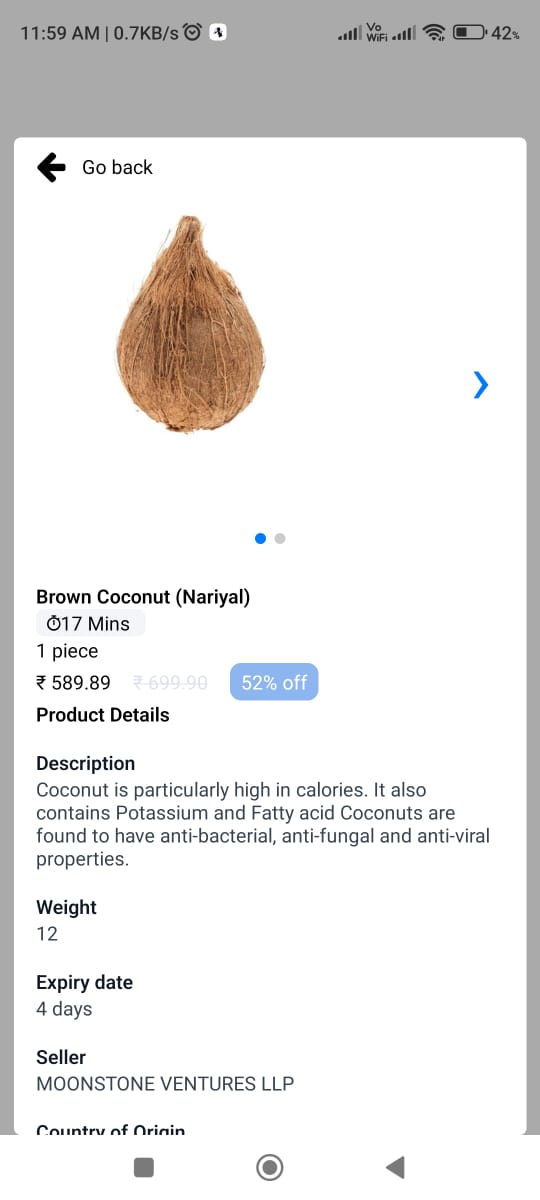 11:59 AM | 0.7KB/s
Vo
WiFi
42%
Go back
Brown Coconut (Nariyal)
17 Mins
1 piece
₹ 589.89 ₹ 699.90 52% off
Product Details
Description
Coconut is particularly high in calories. It also
contains Potassium and Fatty acid Coconuts are
found to have anti-bacterial, anti-fungal and anti-viral
properties.
Weight
12
Expiry date
4 days
Seller
MOONSTONE VENTURES LLP
Country of Origin